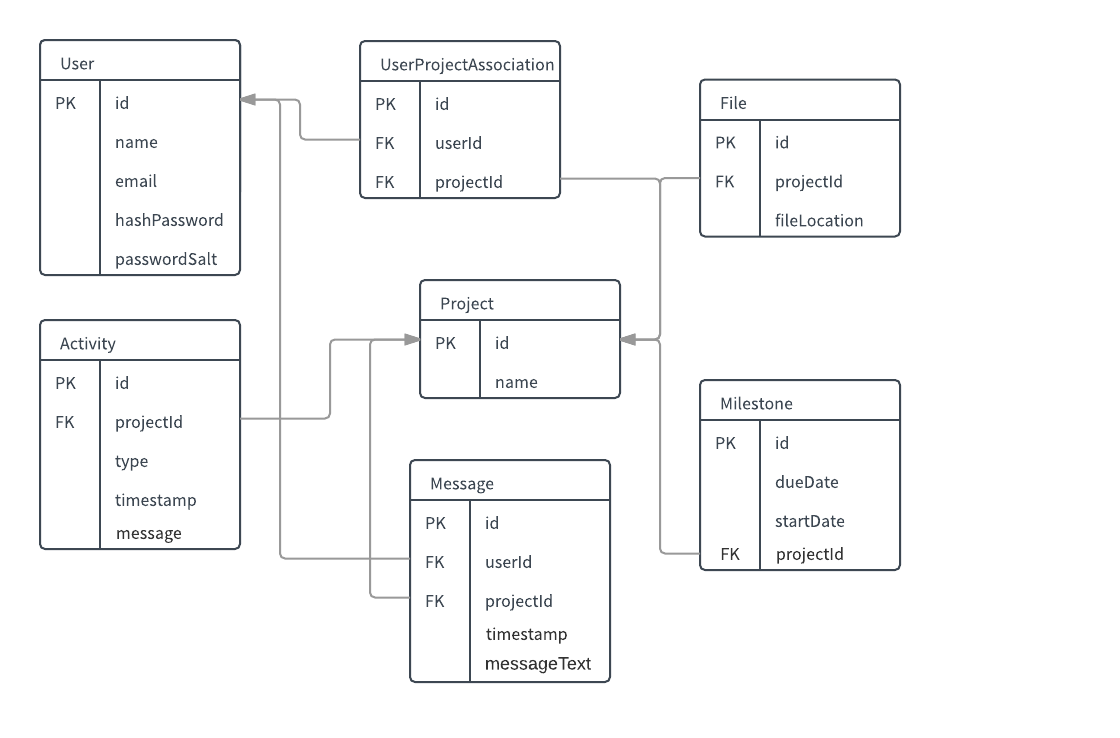 User
PK id
name
email
hashPassword
passwordSalt
UserProjectAssociation
PK id
FK userId
FK projectId
File
PK id
FK projectId
fileLocation
Project
PK id
name
Activity
PK id
FK projectId
type
timestamp
message
Message
PK id
FK userId
FK projectId
timestamp
messageText
Milestone
PK id
dueDate
startDate
FK projectId